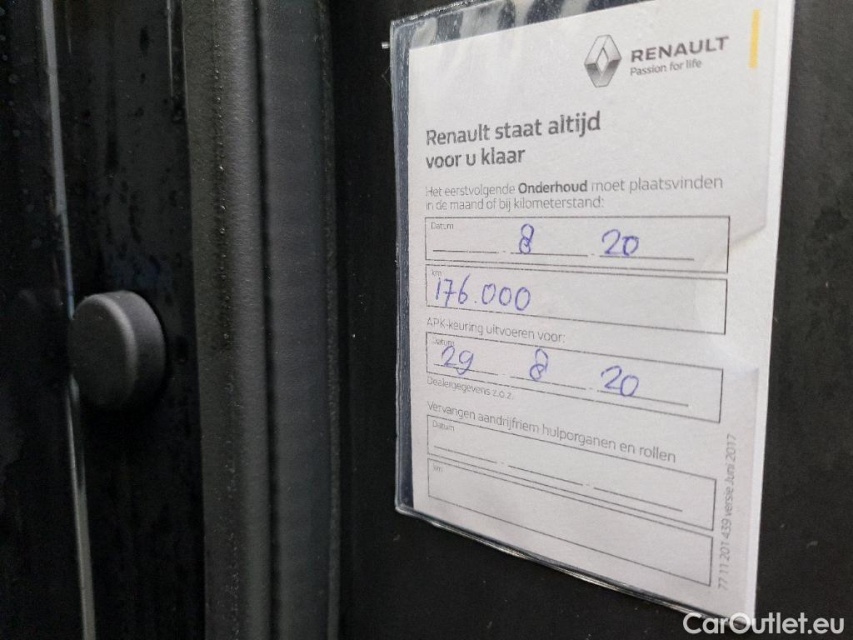 RENAULT
Passion for life
Renault staat altijd
voor u klaar
Het eerstvolgende Onderhoud moet plaatsvinden
in de maand of bij kilometerstand:
Datum
8 20
km
176.000
APK-keuring uitvoeren voor:
Datum
29 8 20
Dealergegevens z.o.z.
Vervangen aandrijfriem hulporganen en rollen
Datum
km
77 11 201 439 versie Juni 2017
CarOutlet.eu